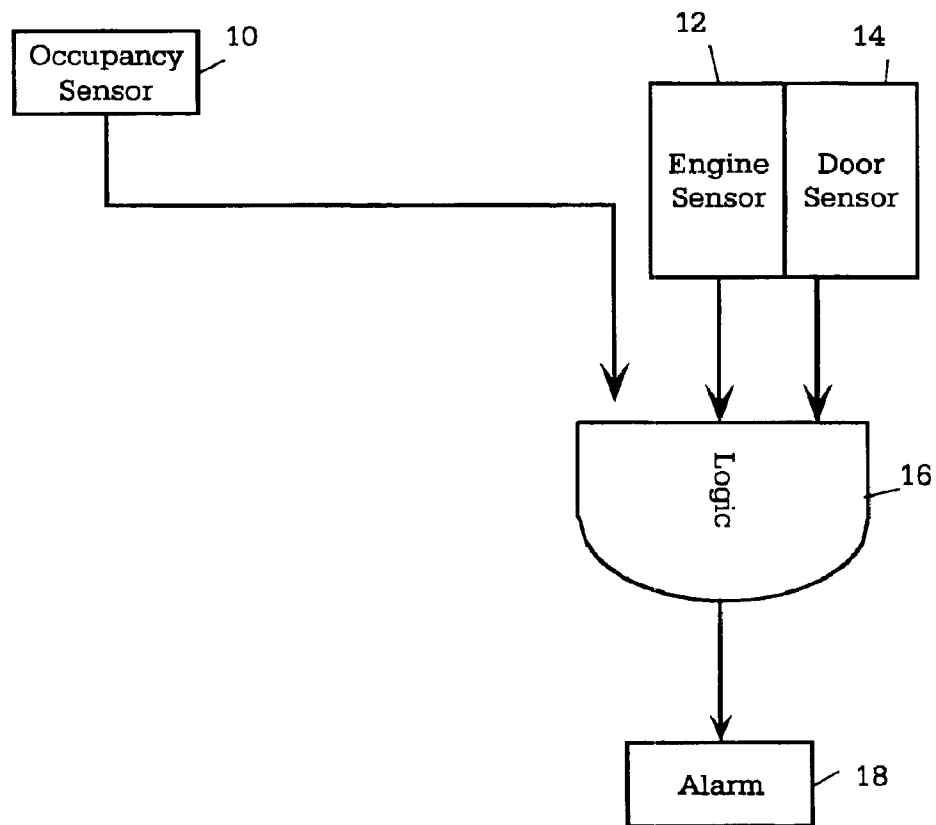 10
Occupancy
Sensor
12
14
Engine
Sensor
Door
Sensor
Logic
16
Alarm
18